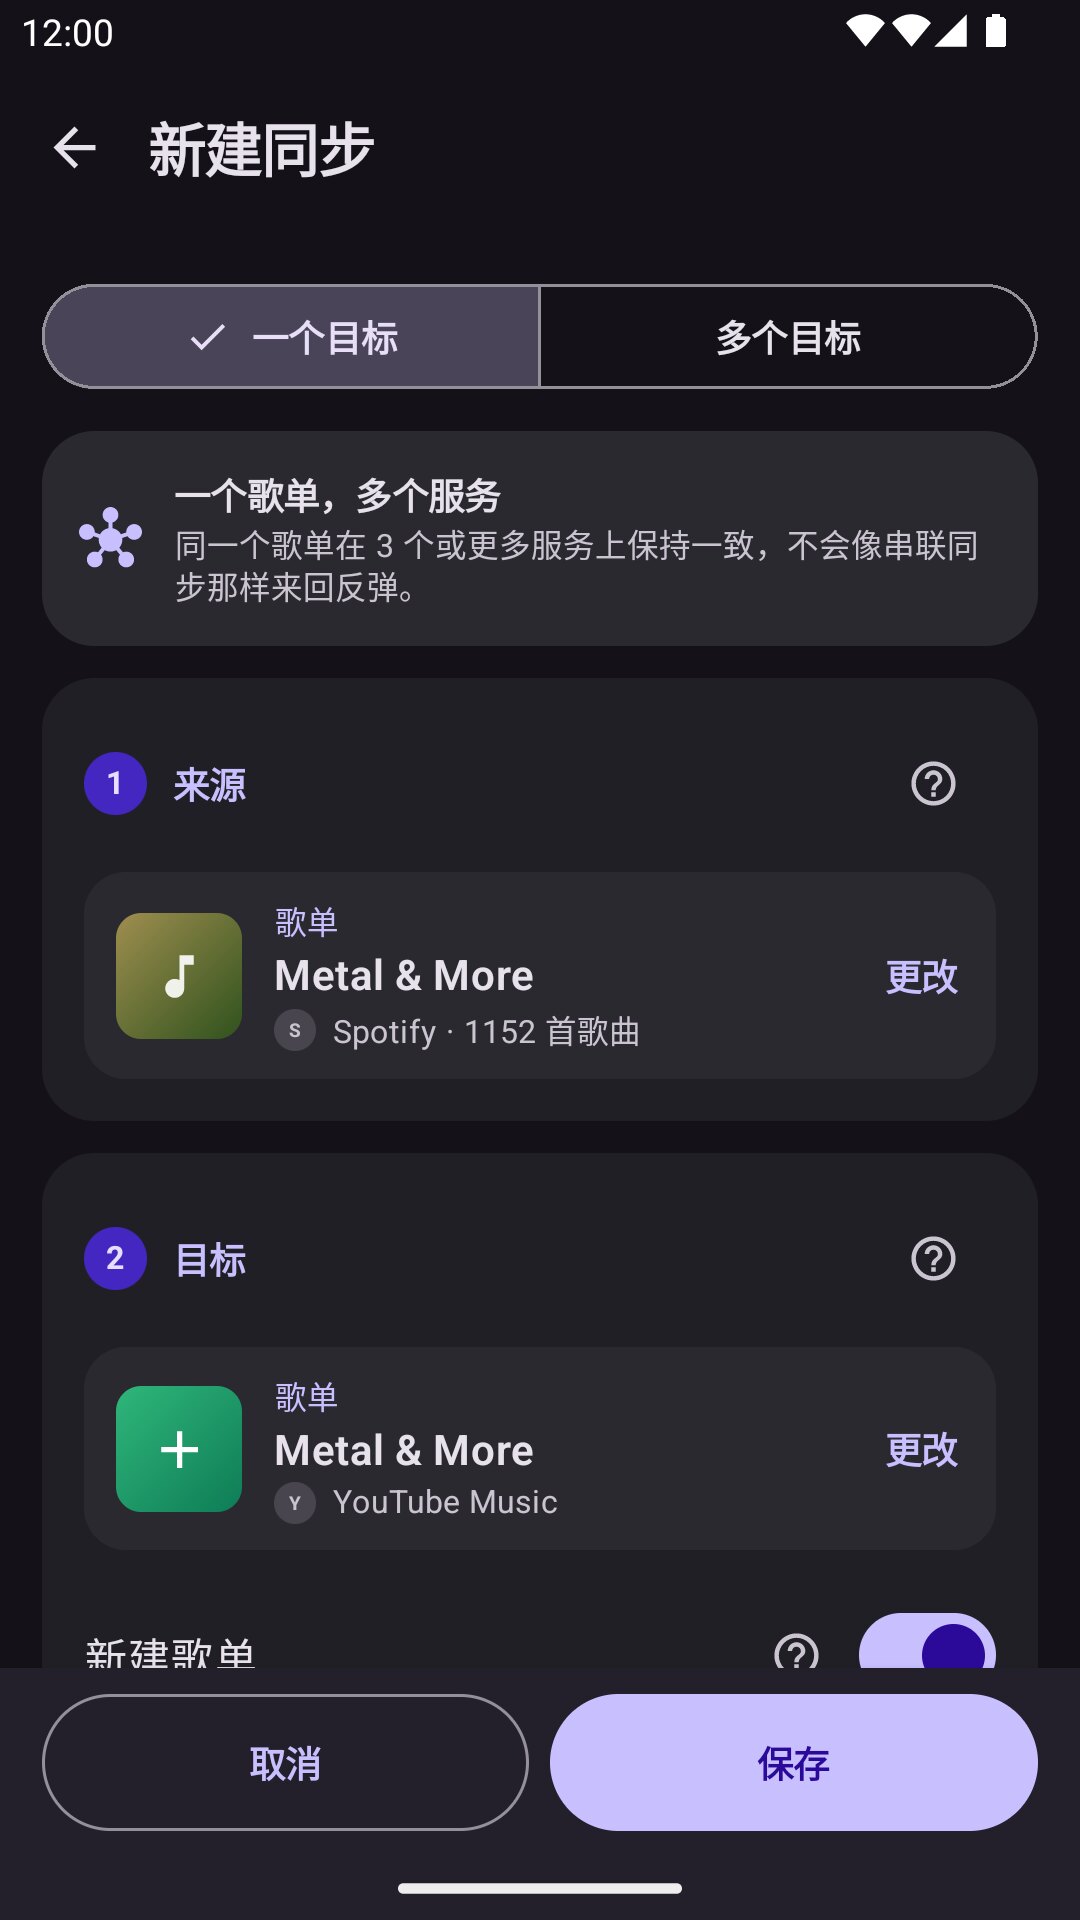 12:00
新建同步
一个目标
多个目标
一个歌单，多个服务
同一个歌单在 3 个或更多服务上保持一致，不会像串联同
步那样来回反弹。
1
来源
歌单
Metal & More
更改
S
Spotify · 1152 首歌曲
2
目标
歌单
Metal & More
更改
Y
YouTube Music
新建歌单
取消
保存